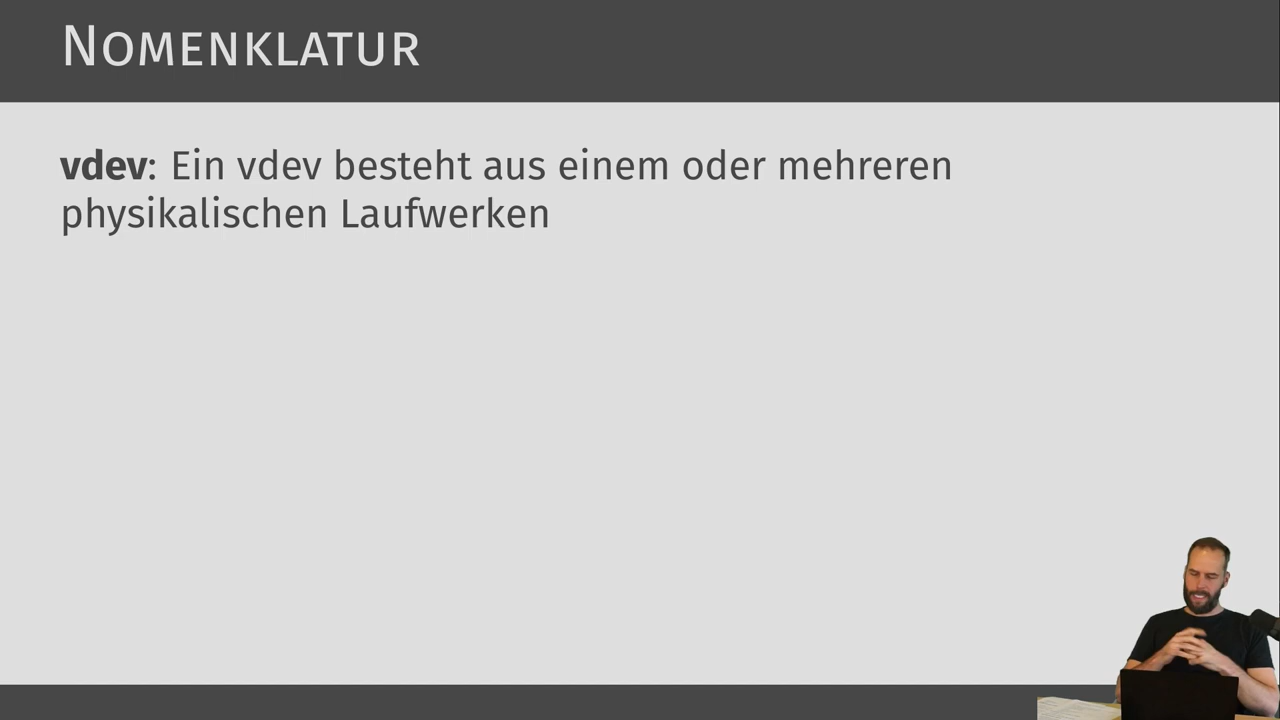 Nomenklatur
vdev: Ein vdev besteht aus einem oder mehreren
physikalischen Laufwerken